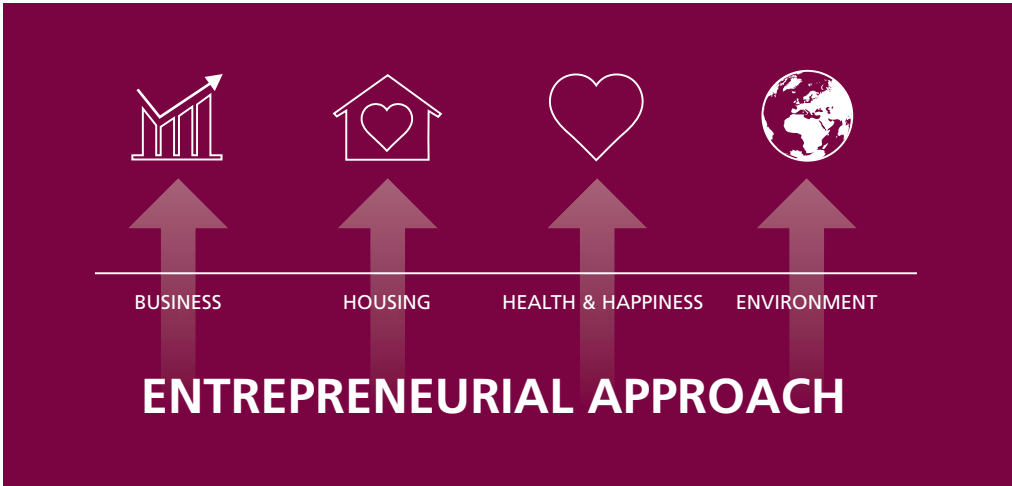 BUSINESS HOUSING HEALTH & HAPPINESS ENVIRONMENT
ENTREPRENEURIAL APPROACH